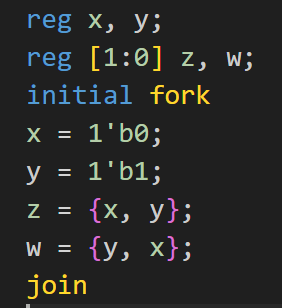 reg x, y;
reg [1:0] z, w;
initial fork
x = 1'b0;
y = 1'b1;
z = {x, y};
w = {y, x};
join